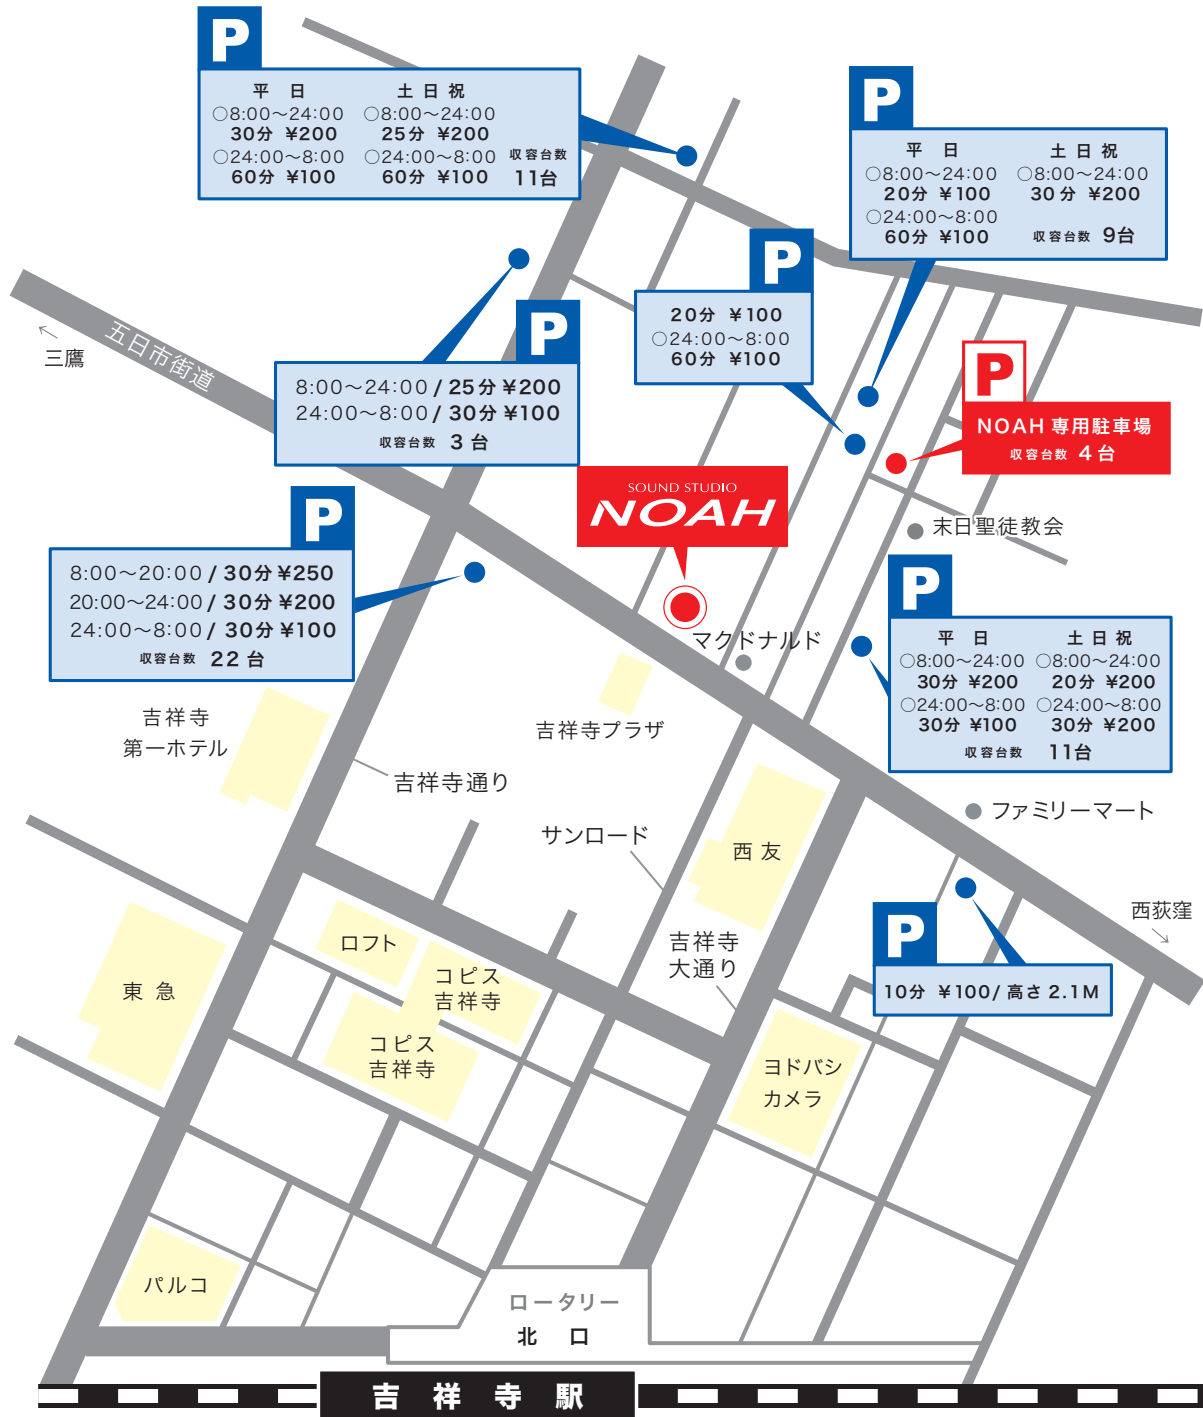 P
平 日 土日祝
○8:00〜24:00 ○8:00〜24:00
30分 ¥200 25分 ¥200
○24:00〜8:00 ○24:00〜8:00 収容台数
60分 ¥100 60分 ¥100 11台
P
平 日 土日祝
○8:00〜24:00 ○8:00〜24:00
20分 ¥100 30分 ¥200
○24:00〜8:00
60分 ¥100 収容台数 9台
P
20分 ¥100
○24:00〜8:00
60分 ¥100
P
8:00〜24:00 / 25分 ¥200
24:00〜8:00 / 30分 ¥100
収容台数 3台
←
三鷹
五日市街道
P
NOAH 専用駐車場
収容台数 4台
SOUND STUDIO
NOAH
末日聖徒教会
P
8:00〜20:00 / 30分 ¥250
20:00〜24:00 / 30分 ¥200
24:00〜8:00 / 30分 ¥100
収容台数 22台
P
平 日 土日祝
○8:00〜24:00 ○8:00〜24:00
30分 ¥200 20分 ¥200
○24:00〜8:00 ○24:00〜8:00
30分 ¥100 30分 ¥200
収容台数 11台
マクドナルド
吉祥寺
第一ホテル
吉祥寺プラザ
吉祥寺通り
ファミリーマート
サンロード
西友
西荻窪
→
P
10分 ¥100/ 高さ 2.1M
吉祥寺
大通り
ロフト
コピス
吉祥寺
東急
コピス
吉祥寺
ヨドバシ
カメラ
パルコ
ロータリー
北 口
吉祥寺駅